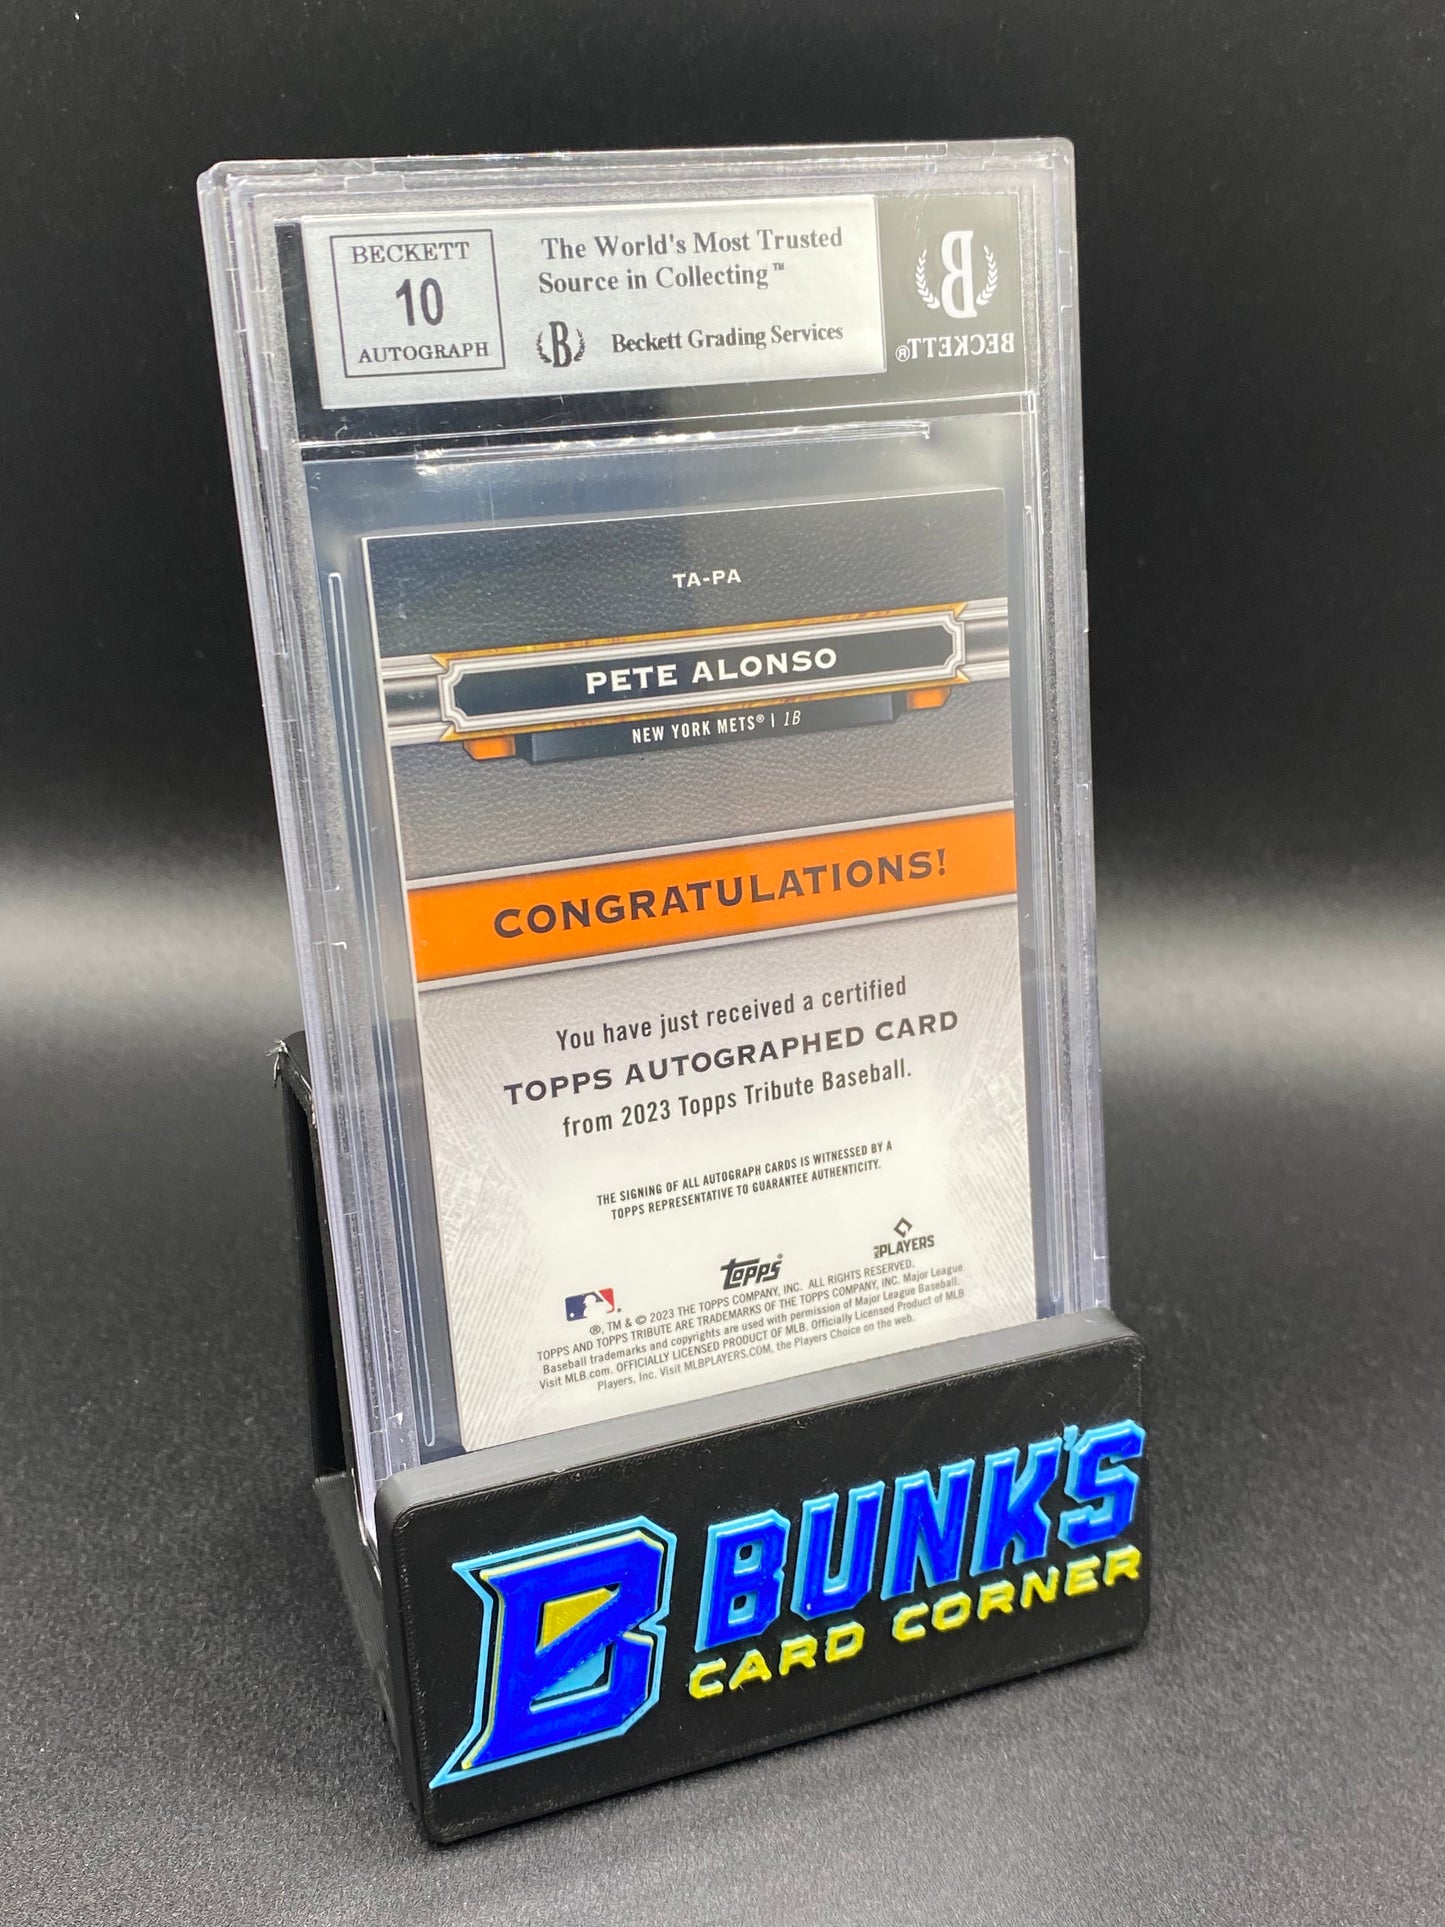 BECKETT
10
AUTOGRAPH
The World's Most Trusted
Source in Collecting™
B
Beckett Grading Services
B
BECKETT®
TA-PA
PETE ALONSO
NEW YORK METS® | 1B
CONGRATULATIONS!
You have just received a certified
TOPPS AUTOGRAPHED CARD
from 2023 Topps Tribute Baseball.
THE SIGNING OF ALL AUTOGRAPH CARDS IS WITNESSED BY A
TOPPS REPRESENTATIVE TO GUARANTEE AUTHENTICITY.
topps®
MLB PLAYERS
®, TM & © 2023 THE TOPPS COMPANY, INC. ALL RIGHTS RESERVED.
TOPPS AND TOPPS TRIBUTE ARE TRADEMARKS OF THE TOPPS COMPANY, INC. Major League
Baseball trademarks and copyrights are used with permission of Major League Baseball.
Visit MLB.com. OFFICIALLY LICENSED PRODUCT OF MLB. Officially Licensed Product of MLB
Players, Inc. Visit MLBPLAYERS.COM, the Players Choice on the web.
B BUNK'S
CARD CORNER